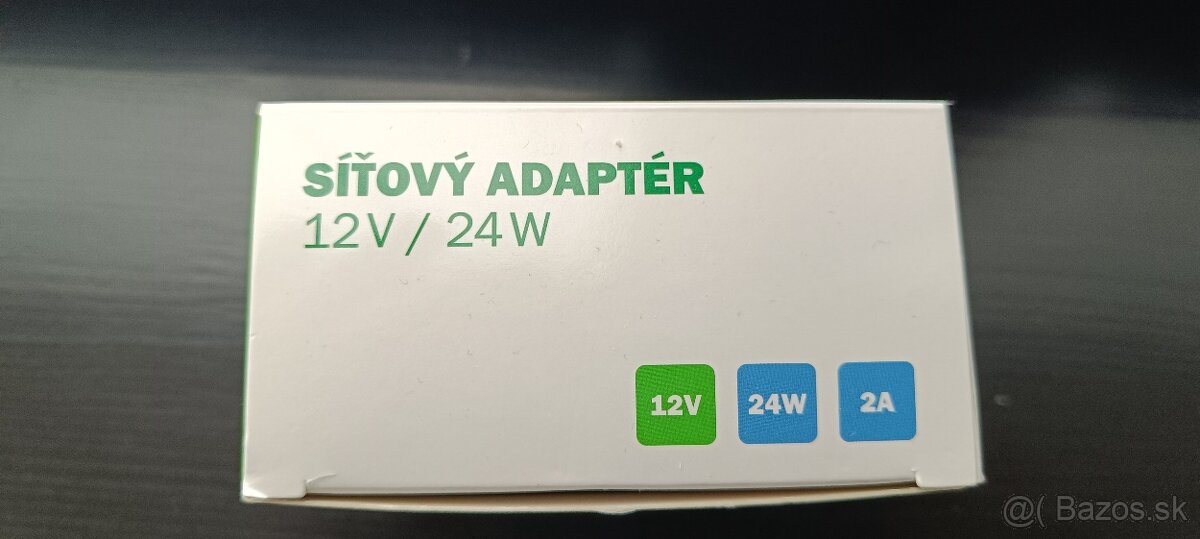 SÍŤOVÝ ADAPTÉR
12V / 24W
12V 24W 2A
@( Bazos.sk